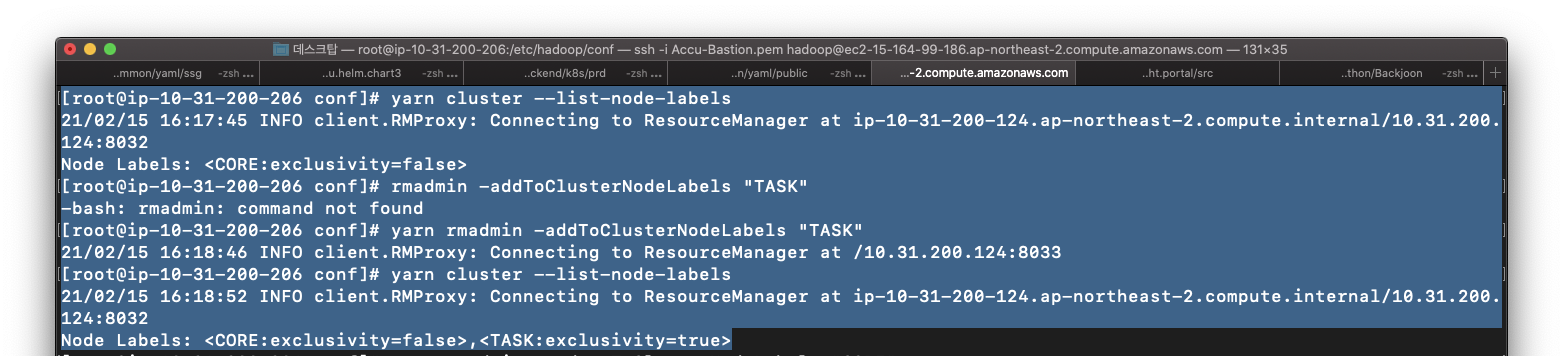 데스크탑 — root@ip-10-31-200-206:/etc/hadoop/conf — ssh -i Accu-Bastion.pem hadoop@ec2-15-164-99-186.ap-northeast-2.compute.amazonaws.com — 131×35
..mmon/yaml/ssg -zsh ... ..u.helm.chart3 -zsh ... ..ckend/k8s/prd -zsh ... ..n/yaml/public -zsh ... ...-2.compute.amazonaws.com ..ht.portal/src ..thon/Backjoon -zsh ... +
[root@ip-10-31-200-206 conf]# yarn cluster --list-node-labels
21/02/15 16:17:45 INFO client.RMProxy: Connecting to ResourceManager at ip-10-31-200-124.ap-northeast-2.compute.internal/10.31.200.
124:8032
Node Labels: <CORE:exclusivity=false>
[root@ip-10-31-200-206 conf]# rmadmin -addToClusterNodeLabels "TASK"
-bash: rmadmin: command not found
[root@ip-10-31-200-206 conf]# yarn rmadmin -addToClusterNodeLabels "TASK"
21/02/15 16:18:46 INFO client.RMProxy: Connecting to ResourceManager at /10.31.200.124:8033
[root@ip-10-31-200-206 conf]# yarn cluster --list-node-labels
21/02/15 16:18:52 INFO client.RMProxy: Connecting to ResourceManager at ip-10-31-200-124.ap-northeast-2.compute.internal/10.31.200.
124:8032
Node Labels: <CORE:exclusivity=false>,<TASK:exclusivity=true>